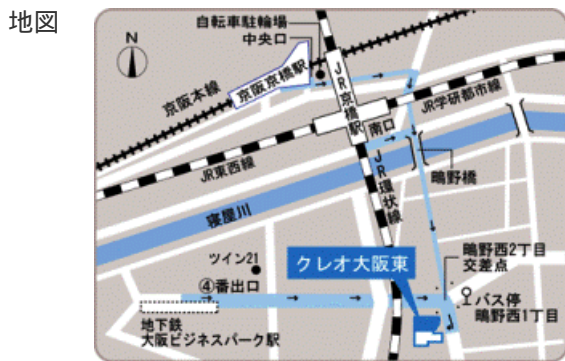 地図
自転車駐輪場
中央口
N
京阪京橋駅
京阪本線
JR京橋駅
JR学研都市線
南口
JR東西線
JR環状線
鴫野橋
寝屋川
ツイン21
④番出口
クレオ大阪東
鴫野西2丁目
交差点
バス停
鴫野西1丁目
地下鉄
大阪ビジネスパーク駅